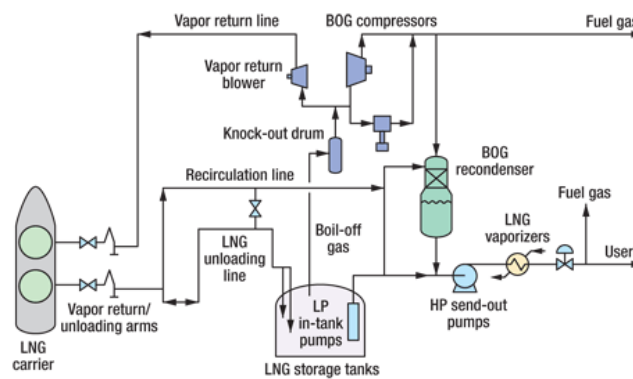 Vapor return line
BOG compressors
Fuel gas
Vapor return
blower
Knock-out drum
BOG
recondenser
Recirculation line
Fuel gas
LNG
vaporizers
Boil-off
gas
LNG
unloading
line
Users
LP
in-tank
pumps
HP send-out
pumps
Vapor return/
unloading arms
LNG
carrier
LNG storage tanks